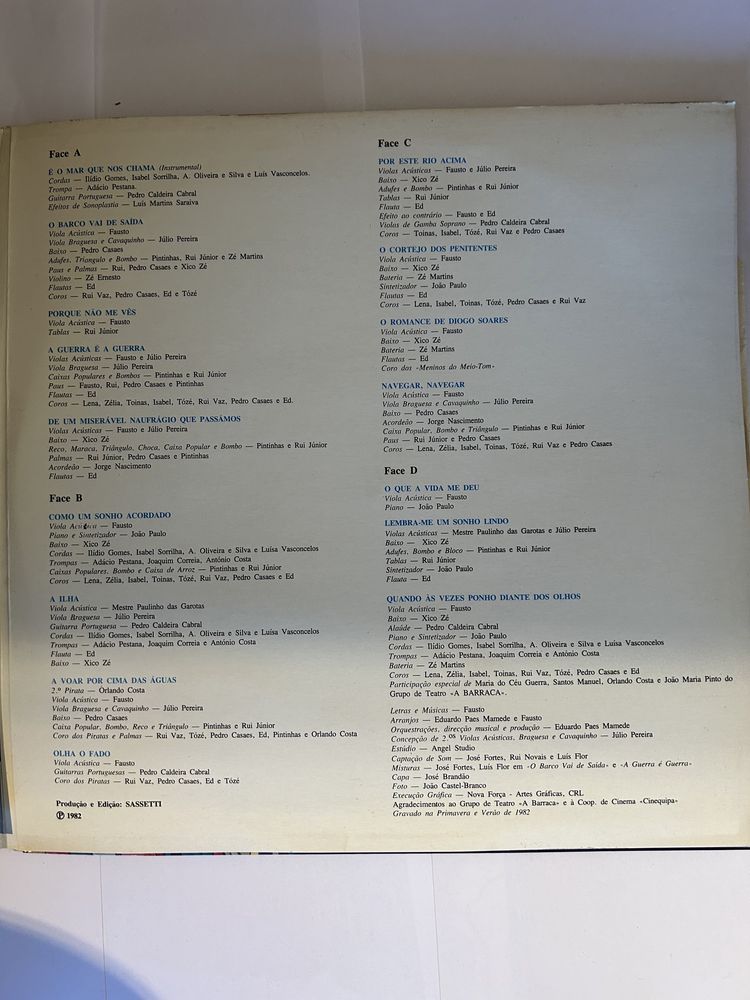 Face A
É O MAR QUE NOS CHAMA (Instrumental)
Cordas — Ilídio Gomes, Isabel Sorrilha, A. Oliveira e Silva e Luís Vasconcelos.
Trompa — Adácio Pestana.
Guitarra Portuguesa — Pedro Caldeira Cabral
Efeitos de Sonoplastia — Luís Martins Saraiva
O BARCO VAI DE SAÍDA
Viola Acústica — Fausto
Viola Braguesa e Cavaquinho — Júlio Pereira
Baixo — Pedro Casaes
Adufes, Triangulo e Bombo — Pintinhas, Rui Júnior e Zé Martins
Paus e Palmas — Rui, Pedro Casaes e Xico Zé
Violino — Zé Ernesto
Flautas — Ed
Coros — Rui Vaz, Pedro Casaes, Ed e Tózé
PORQUE NÃO ME VÊS
Viola Acústica — Fausto
Tablas — Rui Júnior
A GUERRA É A GUERRA
Violas Acústicas — Fausto e Júlio Pereira
Viola Braguesa — Júlio Pereira
Caixas Populares e Bombos — Pintinhas e Rui Júnior
Paus — Fausto, Rui, Pedro Casaes e Pintinhas
Flautas — Ed
Coros — Lena, Zélia, Toinas, Isabel, Tózé, Rui Vaz, Pedro Casaes e Ed.
DE UM MISERÁVEL NAUFRÁGIO QUE PASSÁMOS
Violas Acústicas — Fausto e Júlio Pereira
Baixo — Xico Zé
Reco, Maraca, Triângulo, Choca, Caixa Popular e Bombo — Pintinhas e Rui Júnior
Palmas — Rui Júnior, Pedro Casaes e Pintinhas
Acordeão — Jorge Nascimento
Flautas — Ed
Face B
COMO UM SONHO ACORDADO
Viola Acústica — Fausto
Piano e Sintetizador — João Paulo
Baixo — Xico Zé
Cordas — Ilídio Gomes, Isabel Sorrilha, A. Oliveira e Silva e Luísa Vasconcelos
Trompas — Adácio Pestana, Joaquim Correia, António Costa
Caixas Populares, Bombo e Caixa de Arroz — Pintinhas e Rui Júnior
Coros — Lena, Zélia, Isabel, Toinas, Tózé, Rui Vaz, Pedro Casaes e Ed
A ILHA
Viola Acústica — Mestre Paulinho das Garotas
Viola Braguesa — Júlio Pereira
Guitarra Portuguesa — Pedro Caldeira Cabral
Cordas — Ilídio Gomes, Isabel Sorrilha, A. Oliveira e Silva e Luísa Vasconcelos
Trompas — Adácio Pestana, Joaquim Correia e António Costa
Flauta — Ed
Baixo — Xico Zé
A VOAR POR CIMA DAS ÁGUAS
2.º Pirata — Orlando Costa
Viola Acústica — Fausto
Viola Braguesa e Cavaquinho — Júlio Pereira
Baixo — Pedro Casaes
Caixa Popular, Bombo, Reco e Triângulo — Pintinhas e Rui Júnior
Coro dos Piratas e Palmas — Rui Vaz, Tózé, Pedro Casaes, Ed, Pintinhas e Orlando Costa
OLHA O FADO
Viola Acústica — Fausto
Guitarras Portuguesas — Pedro Caldeira Cabral
Coro dos Piratas — Rui Vaz, Pedro Casaes, Ed e Tózé
Produção e Edição: SASSETTI
Ⓟ 1982
Face C
POR ESTE RIO ACIMA
Violas Acústicas — Fausto e Júlio Pereira
Baixo — Xico Zé
Adufes e Bombo — Pintinhas e Rui Júnior
Tablas — Rui Júnior
Flauta — Ed
Efeito ao contrário — Fausto e Ed
Violas de Gamba Soprano — Pedro Caldeira Cabral
Coros — Toinas, Isabel, Tózé, Rui Vaz e Pedro Casaes
O CORTEJO DOS PENITENTES
Viola Acústica — Fausto
Baixo — Xico Zé
Bateria — Zé Martins
Sintetizador — João Paulo
Flautas — Ed
Coros — Lena, Isabel, Toinas, Tózé, Pedro Casaes e Rui Vaz
O ROMANCE DE DIOGO SOARES
Viola Acústica — Fausto
Baixo — Xico Zé
Bateria — Zé Martins
Flautas — Ed
Coro dos «Meninos do Meio-Tom»
NAVEGAR, NAVEGAR
Viola Acústica — Fausto
Viola Braguesa e Cavaquinho — Júlio Pereira
Baixo — Pedro Casaes
Acordeão — Jorge Nascimento
Caixa Popular, Bombo e Triângulo — Pintinhas e Rui Júnior
Paus — Rui Júnior e Pedro Casaes
Coros — Lena, Zélia, Isabel, Toinas, Tózé, Rui Vaz e Pedro Casaes
Face D
O QUE A VIDA ME DEU
Viola Acústica — Fausto
Piano — João Paulo
LEMBRA-ME UM SONHO LINDO
Violas Acústicas — Mestre Paulinho das Garotas e Júlio Pereira
Baixo — Xico Zé
Adufes, Bombo e Bloco — Pintinhas e Rui Júnior
Tablas — Rui Júnior
Sintetizador — João Paulo
Flauta — Ed
QUANDO ÀS VEZES PONHO DIANTE DOS OLHOS
Viola Acústica — Fausto
Baixo — Xico Zé
Alaúde — Pedro Caldeira Cabral
Piano e Sintetizador — João Paulo
Cordas — Ilídio Gomes, Isabel Sorrilha, A. Oliveira e Silva e Luísa Vasconcelos
Trompas — Adácio Pestana, Joaquim Correia e António Costa
Bateria — Zé Martins
Coros — Lena, Zélia, Isabel, Toinas, Rui Vaz, Tózé, Pedro Casaes e Ed
Participação especial de Maria do Céu Guerra, Santos Manuel, Orlando Costa e João Maria Pinto do
Grupo de Teatro «A BARRACA».
Letras e Músicas — Fausto
Arranjos — Eduardo Paes Mamede e Fausto
Orquestrações, direcção musical e produção — Eduardo Paes Mamede
Concepção de 2.ºs Violas Acústicas, Braguesa e Cavaquinho — Júlio Pereira
Estúdio — Angel Studio
Captação de Som — José Fortes, Rui Novais e Luís Flor
Misturas — José Fortes, Luís Flor em «O Barco Vai de Saída» e «A Guerra é Guerra»
Capa — José Brandão
Foto — João Castel-Branco
Execução Gráfica — Nova Força - Artes Gráficas, CRL
Agradecimentos ao Grupo de Teatro «A Barraca» e à Coop. de Cinema «Cinequipa»
Gravado na Primavera e Verão de 1982